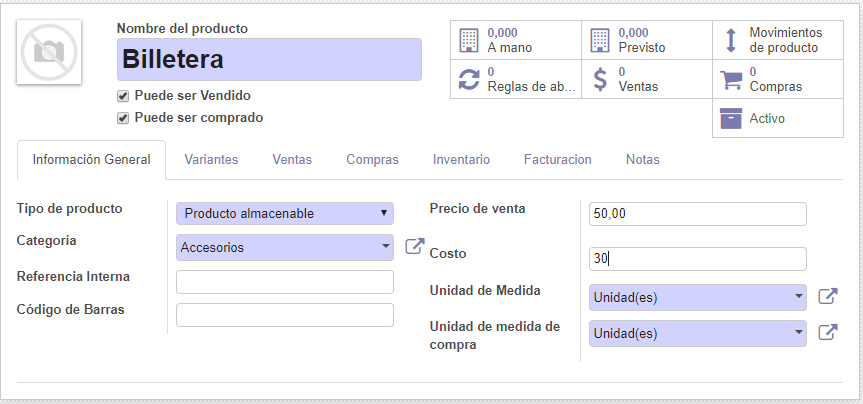 Nombre del producto
Billetera
Puede ser Vendido
Puede ser comprado
0,000
A mano
0,000
Previsto
Movimientos
de producto
0
Reglas de ab...
0
Ventas
0
Compras
Activo
Información General Variantes Ventas Compras Inventario Facturacion Notas
Tipo de producto Producto almacenable
Categoría Accesorios
Referencia Interna
Código de Barras
Precio de venta 50,00
Costo 30
Unidad de Medida Unidad(es)
Unidad de medida de
compra Unidad(es)